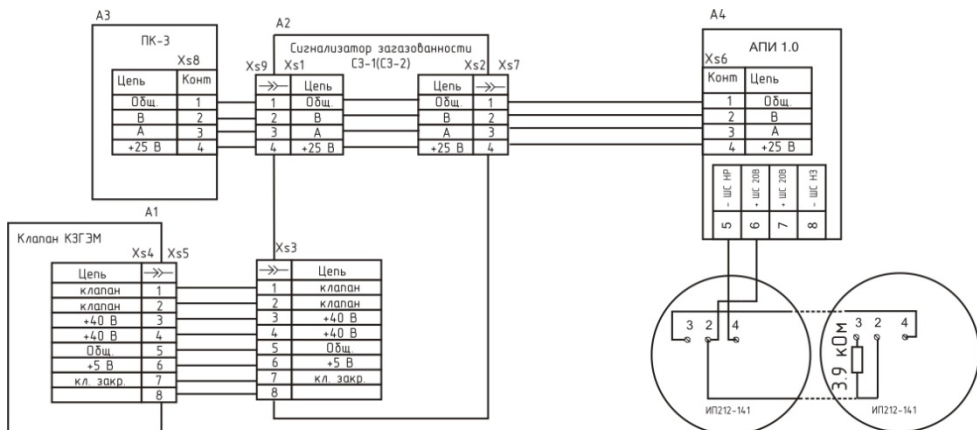 А3
ПК-3
Xs8
Цепь Конт
Общ. 1
В 2
А 3
+25 В 4
А2
Сигнализатор загазованности
СЗ-1(СЗ-2)
Xs9 Xs1
Цепь
1 Общ.
2 В
3 А
4 +25 В
Xs2 Xs7
Цепь
Общ. 1
В 2
А 3
+25 В 4
А4
АПИ 1.0
Xs6
Конт Цепь
1 Общ.
2 В
3 А
4 +25 В
- ШС НР
+ ШС 20В
+ ШС 20В
- ШС НЗ
5 6 7 8
А1
Клапан КЗГЭМ
Xs4 Xs5
Цепь
клапан 1
клапан 2
+40 В 3
+40 В 4
Общ. 5
+5 В 6
кл. закр. 7
8
Xs3
Цепь
1 клапан
2 клапан
3 +40 В
4 +40 В
5 Общ.
6 +5 В
7 кл. закр.
8
3 2 4
ИП212-141
3 2 4
3.9 кОм
ИП212-141